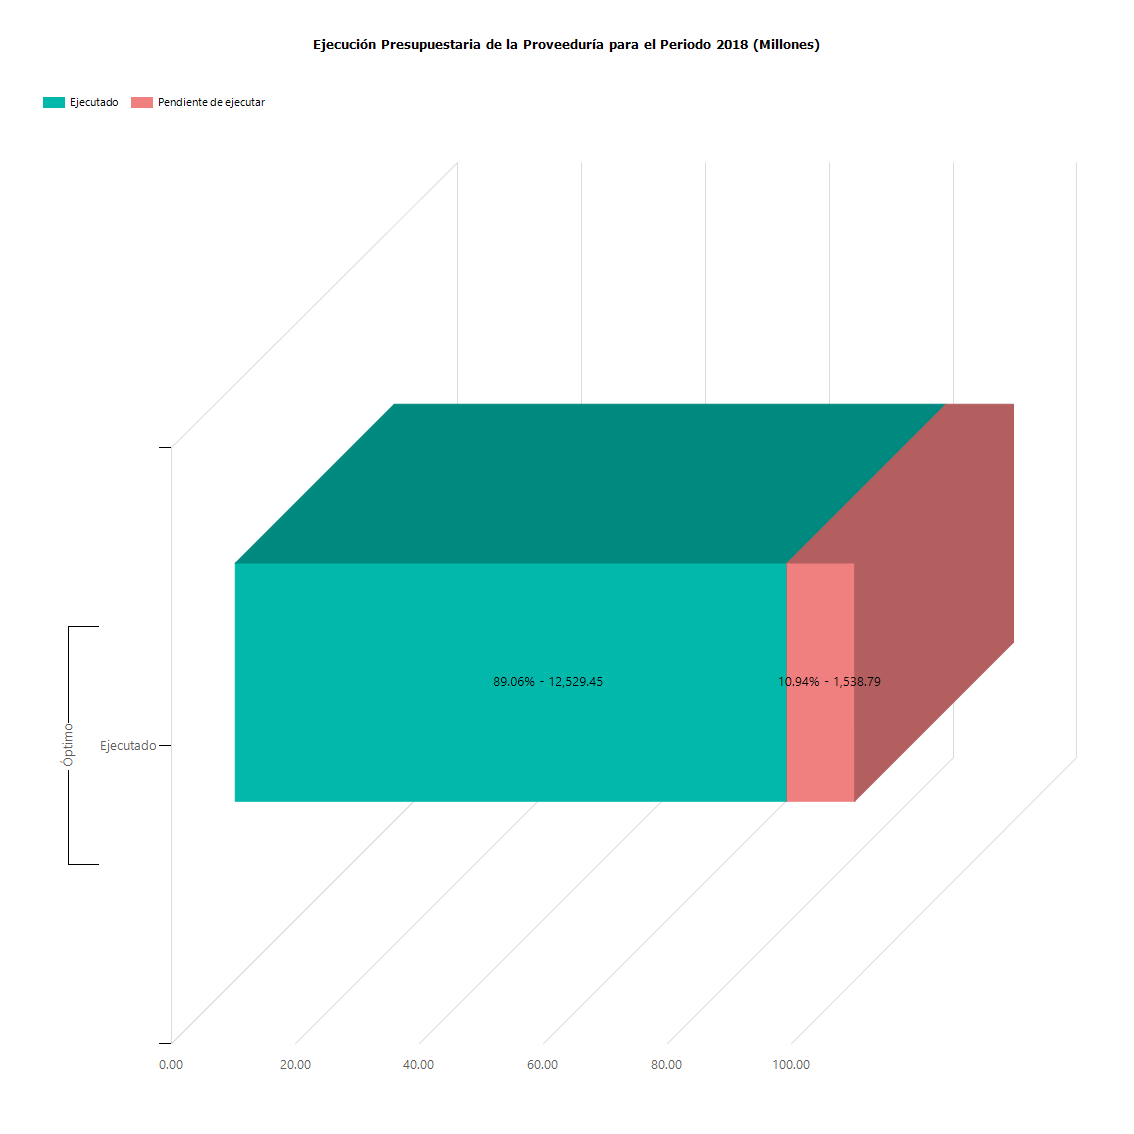 Ejecución Presupuestaria de la Proveeduría para el Periodo 2018 (Millones)
Ejecutado
Pendiente de ejecutar
89.06% - 12,529.45
10.94% - 1,538.79
Óptimo
Ejecutado
0.00
20.00
40.00
60.00
80.00
100.00